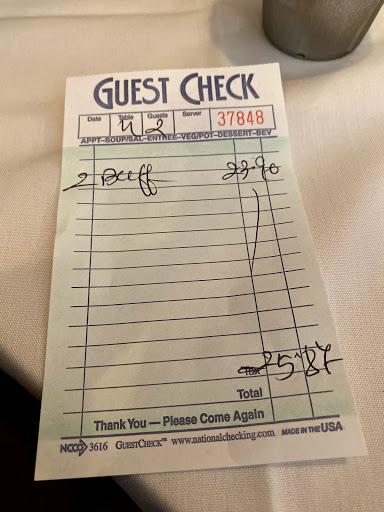 GUEST CHECK
Date Table Guests Server 37848
4 2
APPT-SOUP/SAL-ENTREE-VEG/POT-DESSERT-BEV
2 Buff 23.90
Tax 25.87
Total
Thank You — Please Come Again
NCCO 3616 GUESTCHECK™ www.nationalchecking.com MADE IN THE USA